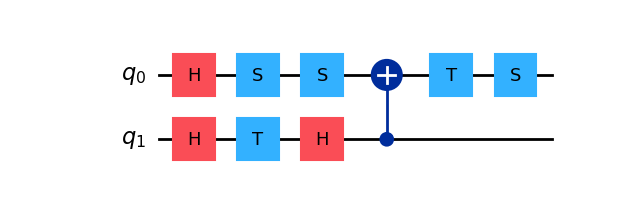 q₀ H S S + T S
q₁ H T H